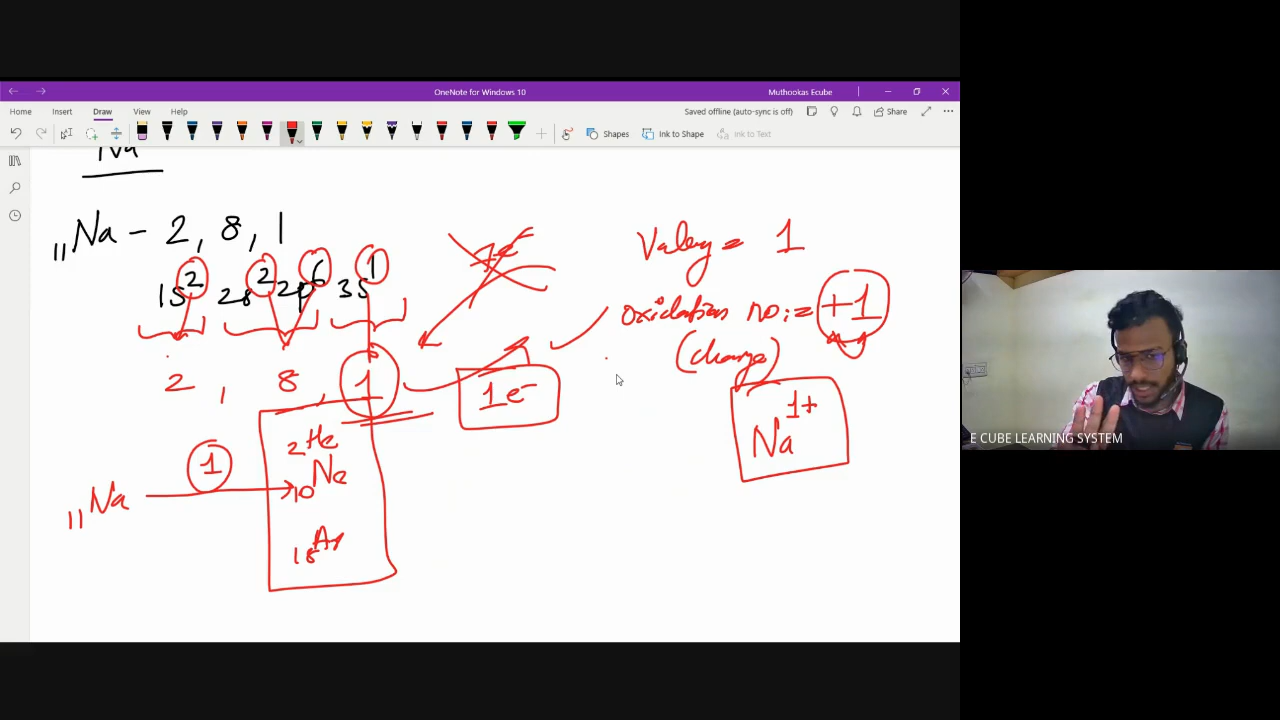 OneNote for Windows 10
Muthookas Ecube
Home Insert Draw View Help
Saved offline (auto-sync is off)
Share
Shapes
Ink to Shape
Ink to Text
Na
11Na - 2, 8, 1
1s2 2s2 2p6 3s1
2, 8, 1
1e-
Valency = 1
oxidation no:= +1
(charge)
Na1+
2He
10Ne
18Ar
11Na
1
E CUBE LEARNING SYSTEM